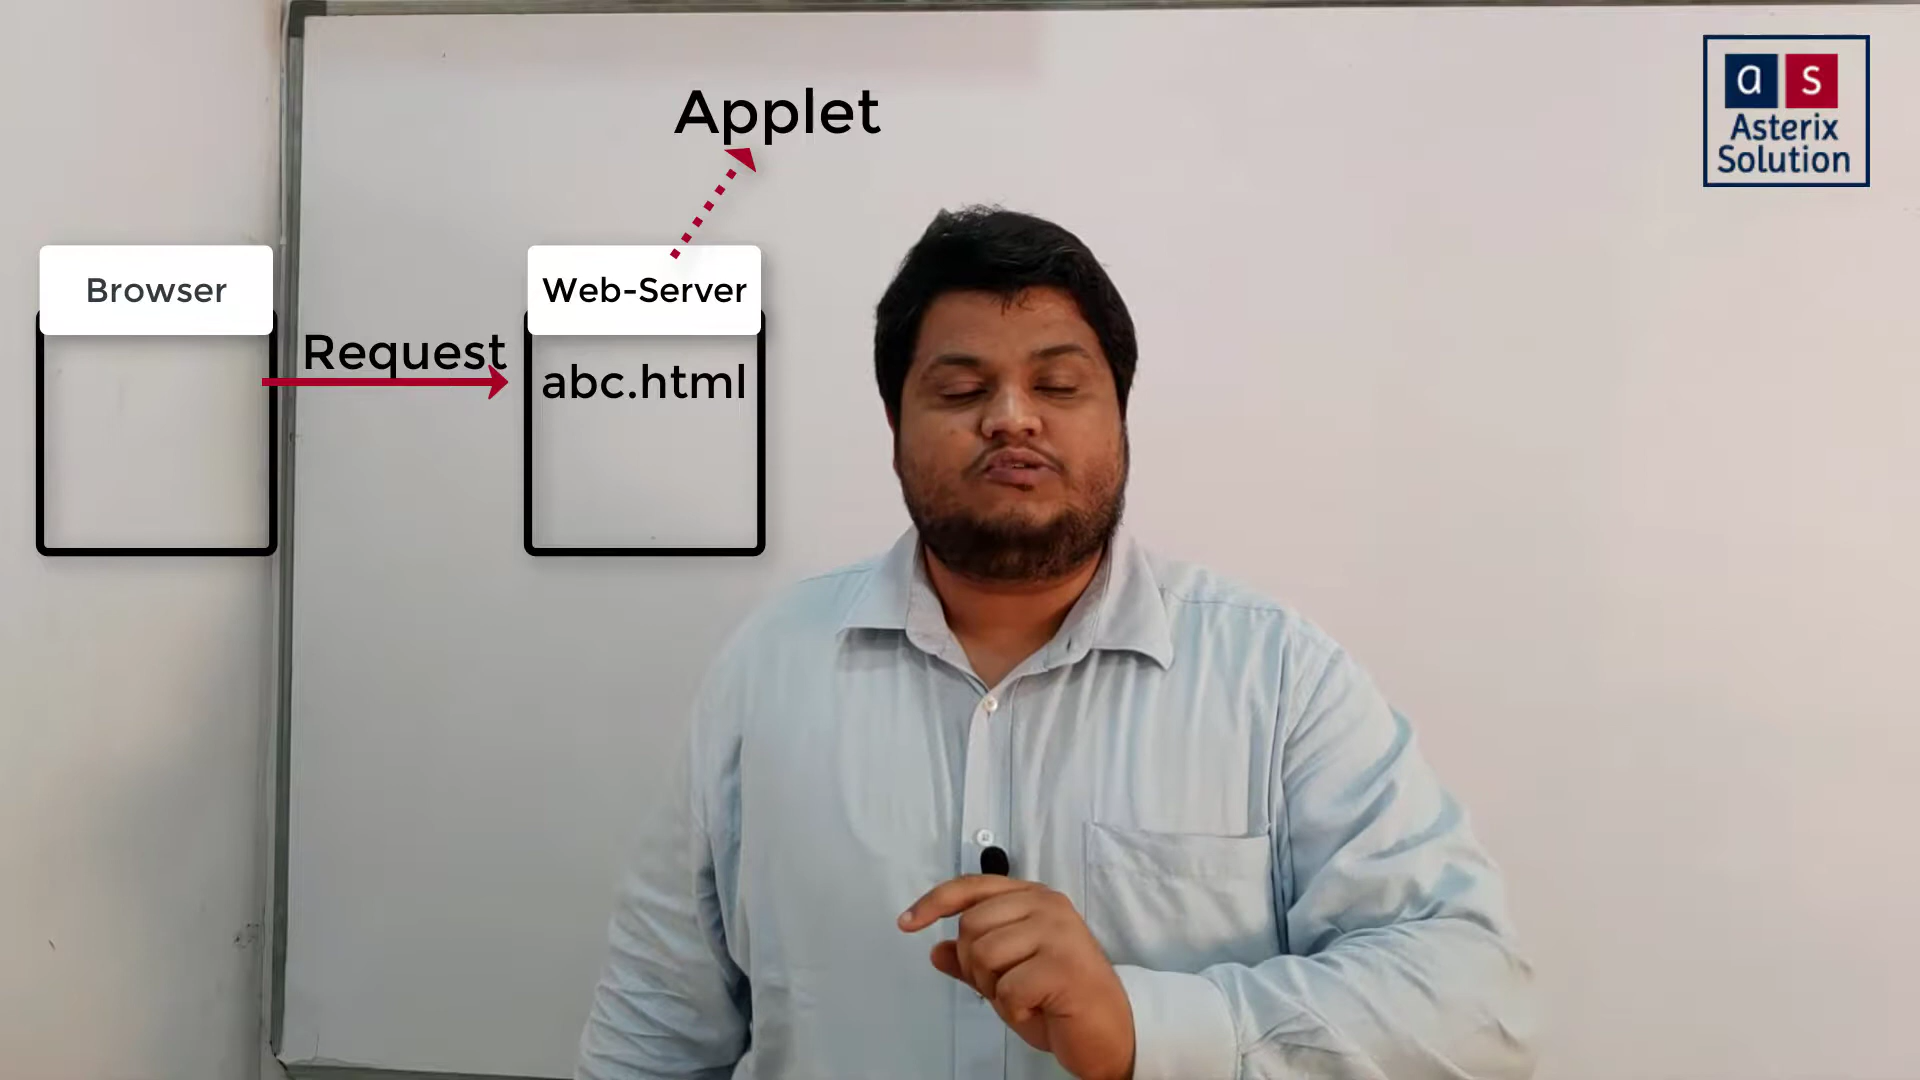 Applet
a s
Asterix
Solution
Browser
Web-Server
Request
abc.html